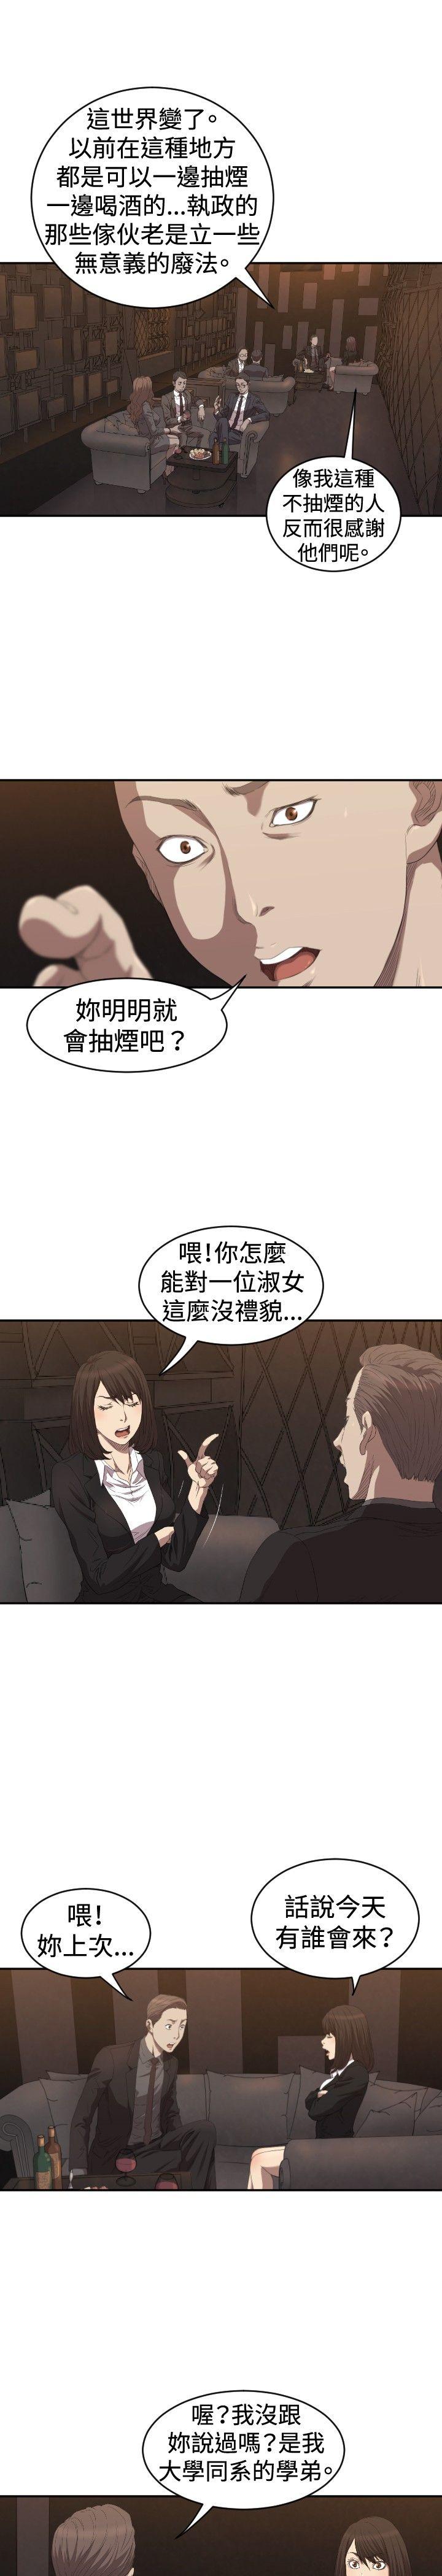 這世界變了。
以前在這種地方
都是可以一邊抽煙
一邊喝酒的...執政的
那些傢伙老是立一些
無意義的廢法。
像我這種
不抽煙的人
反而很感謝
他們呢。
妳明明就
會抽煙吧？
喂！你怎麼
能對一位淑女
這麼沒禮貌...
喂！
妳上次...
話說今天
有誰會來？
喔？我沒跟
妳說過嗎？是我
大學同系的學弟。